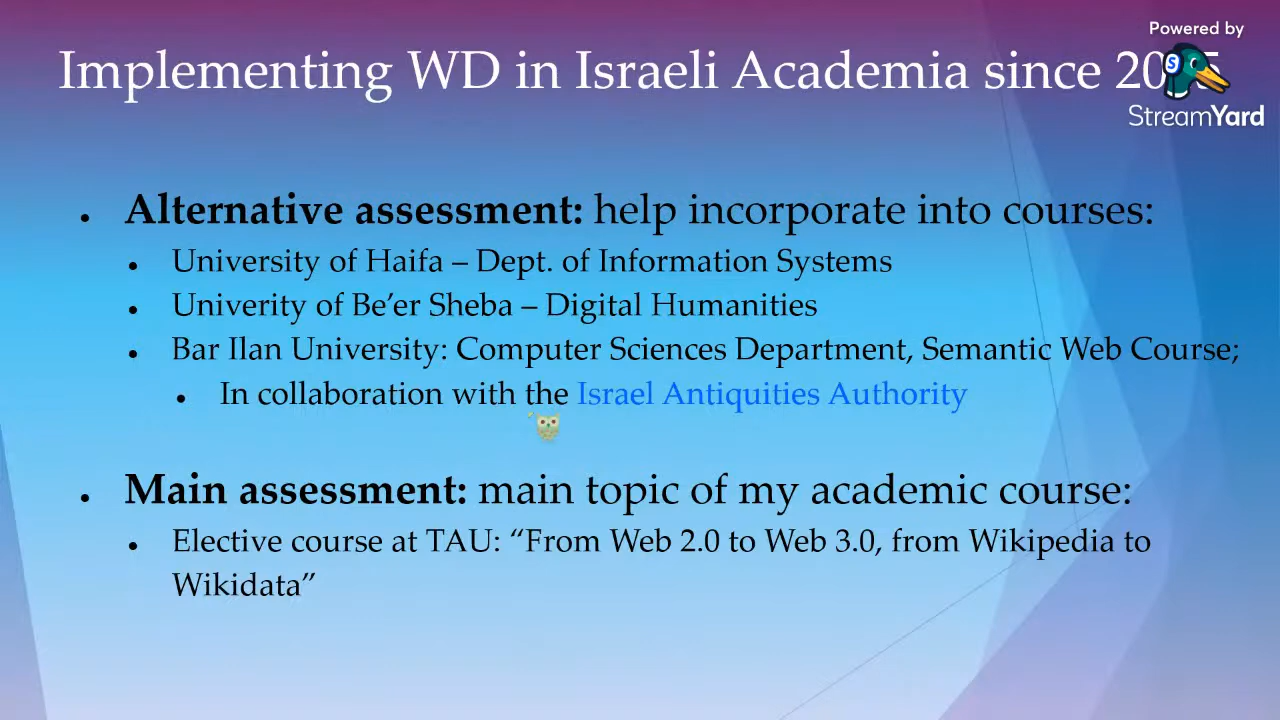 Powered by
StreamYard
Implementing WD in Israeli Academia since
Alternative assessment: help incorporate into courses:
University of Haifa – Dept. of Information Systems
Univerity of Be’er Sheba – Digital Humanities
Bar Ilan University: Computer Sciences Department, Semantic Web Course;
In collaboration with the Israel Antiquities Authority
Main assessment: main topic of my academic course:
Elective course at TAU: “From Web 2.0 to Web 3.0, from Wikipedia to
Wikidata”